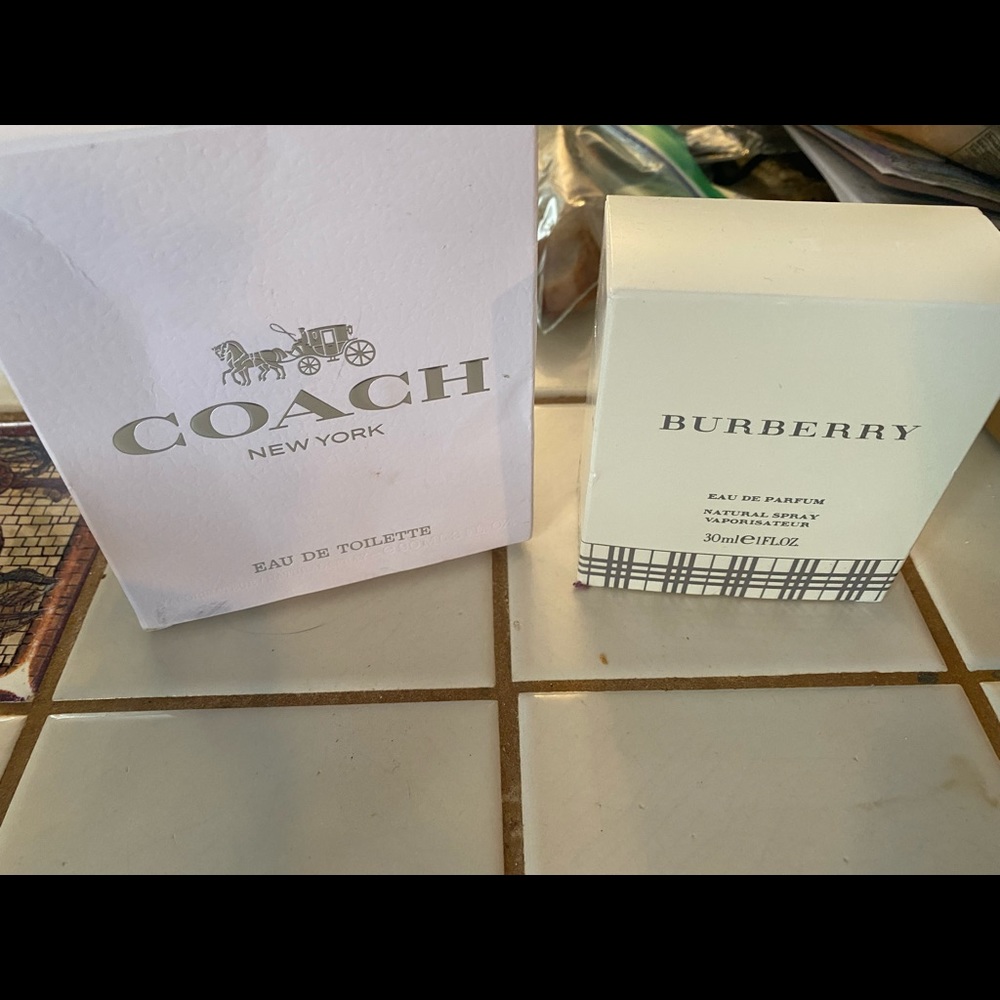 COACH
NEW YORK
EAU DE TOILETTE
BURBERRY
EAU DE PARFUM
NATURAL SPRAY
VAPORISATEUR
30ml℮1FL.OZ